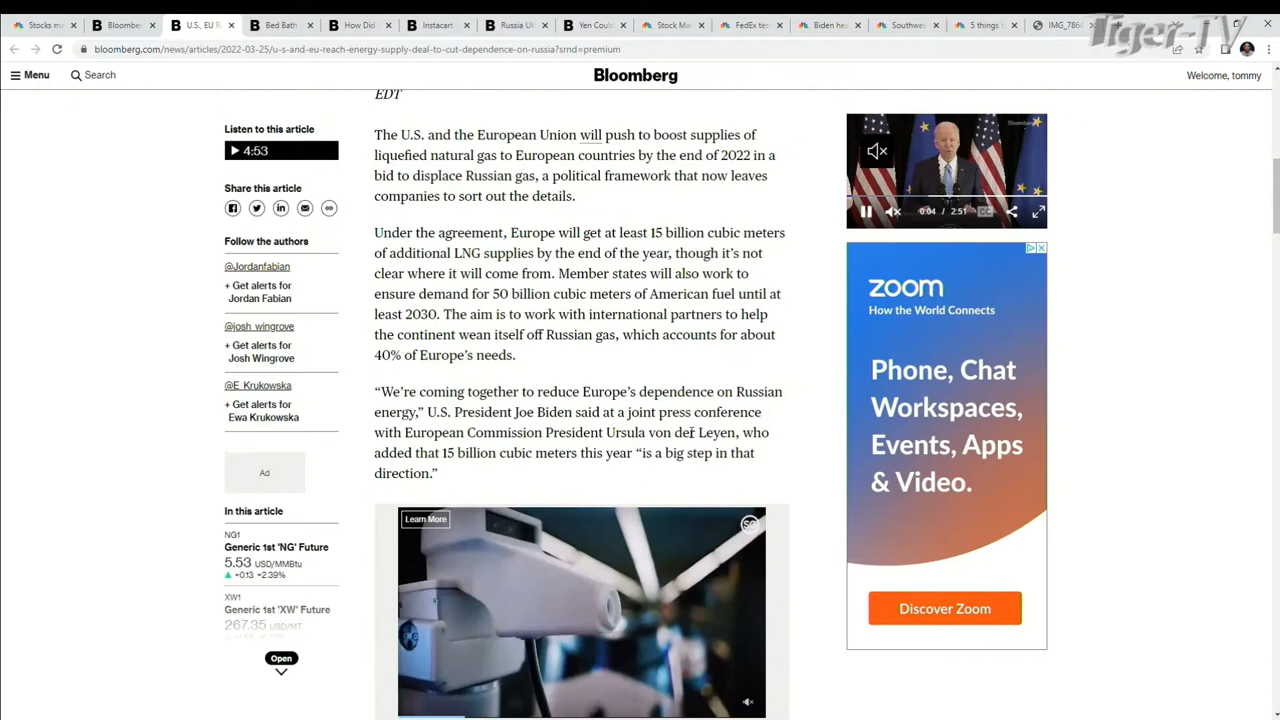 Stocks m
Bloomber
U.S., EU R
Bed Bath
How Did
Instacart
Russia Uk
Yen Coul
Stock Ma
FedEx tes
Biden hea
Southwes
5 things t
IMG_7864
Tiger-TV
bloomberg.com/news/articles/2022-03-25/u-s-and-eu-reach-energy-supply-deal-to-cut-dependence-on-russia?srnd=premium
Menu
Search
Bloomberg
Welcome, tommy
EDT
Listen to this article
4:53
Share this article
Follow the authors
@Jordanfabian
+ Get alerts for
Jordan Fabian
@josh_wingrove
+ Get alerts for
Josh Wingrove
@E_Krukowska
+ Get alerts for
Ewa Krukowska
Ad
In this article
NG1
Generic 1st 'NG' Future
5.53 USD/MMBtu
+0.13 +2.39%
XW1
Generic 1st 'XW' Future
267.35 USD/MT
Open
The U.S. and the European Union will push to boost supplies of
liquefied natural gas to European countries by the end of 2022 in a
bid to displace Russian gas, a political framework that now leaves
companies to sort out the details.
Under the agreement, Europe will get at least 15 billion cubic meters
of additional LNG supplies by the end of the year, though it's not
clear where it will come from. Member states will also work to
ensure demand for 50 billion cubic meters of American fuel until at
least 2030. The aim is to work with international partners to help
the continent wean itself off Russian gas, which accounts for about
40% of Europe's needs.
“We're coming together to reduce Europe's dependence on Russian
energy,” U.S. President Joe Biden said at a joint press conference
with European Commission President Ursula von der Leyen, who
added that 15 billion cubic meters this year “is a big step in that
direction.”
Learn More
Bloomberg
0:04 / 2:51
CC
zoom
How the World Connects
Phone, Chat
Workspaces,
Events, Apps
& Video.
Discover Zoom